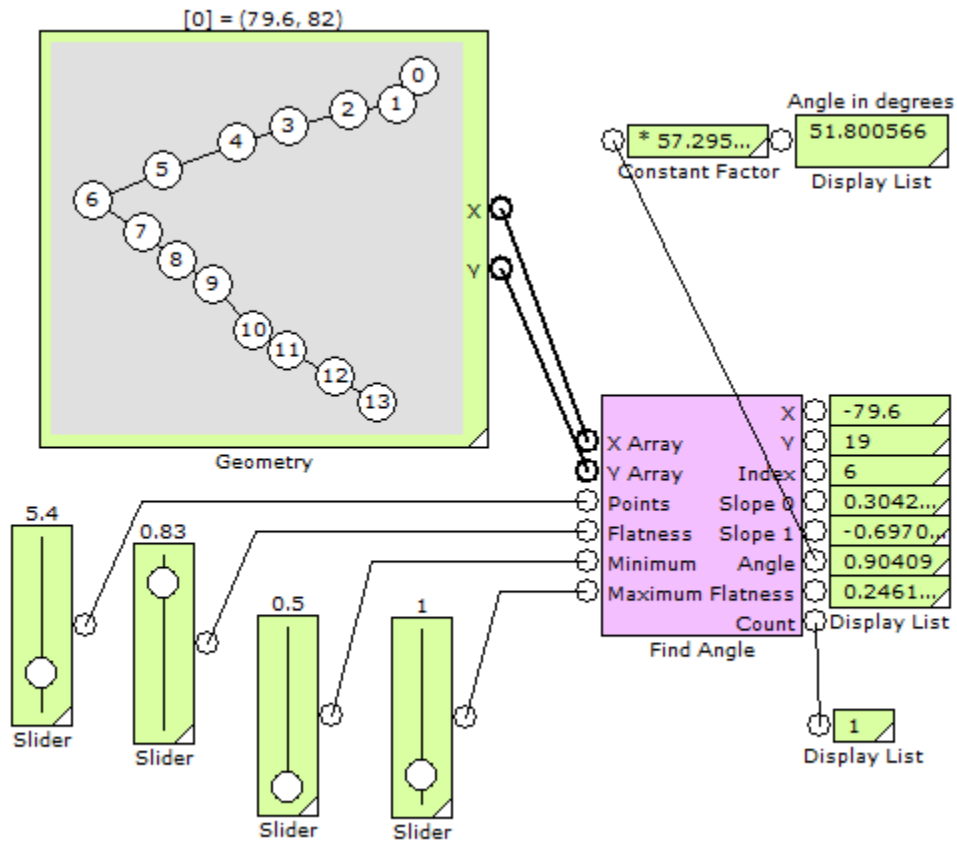 [0] = (79.6, 82)
0
1
2
3
4
5
6
7
8
9
10
11
12
13
X
Y
Geometry
Angle in degrees
* 57.295...
51.800566
Constant Factor
Display List
X
-79.6
X Array
Y
19
Y Array
Index
6
Points
Slope 0
0.3042...
Flatness
Slope 1
-0.6970...
Minimum
Angle
0.90409
Maximum
Flatness
0.2461...
Count
Display List
Find Angle
5.4
Slider
0.83
Slider
0.5
Slider
1
Slider
1
Display List